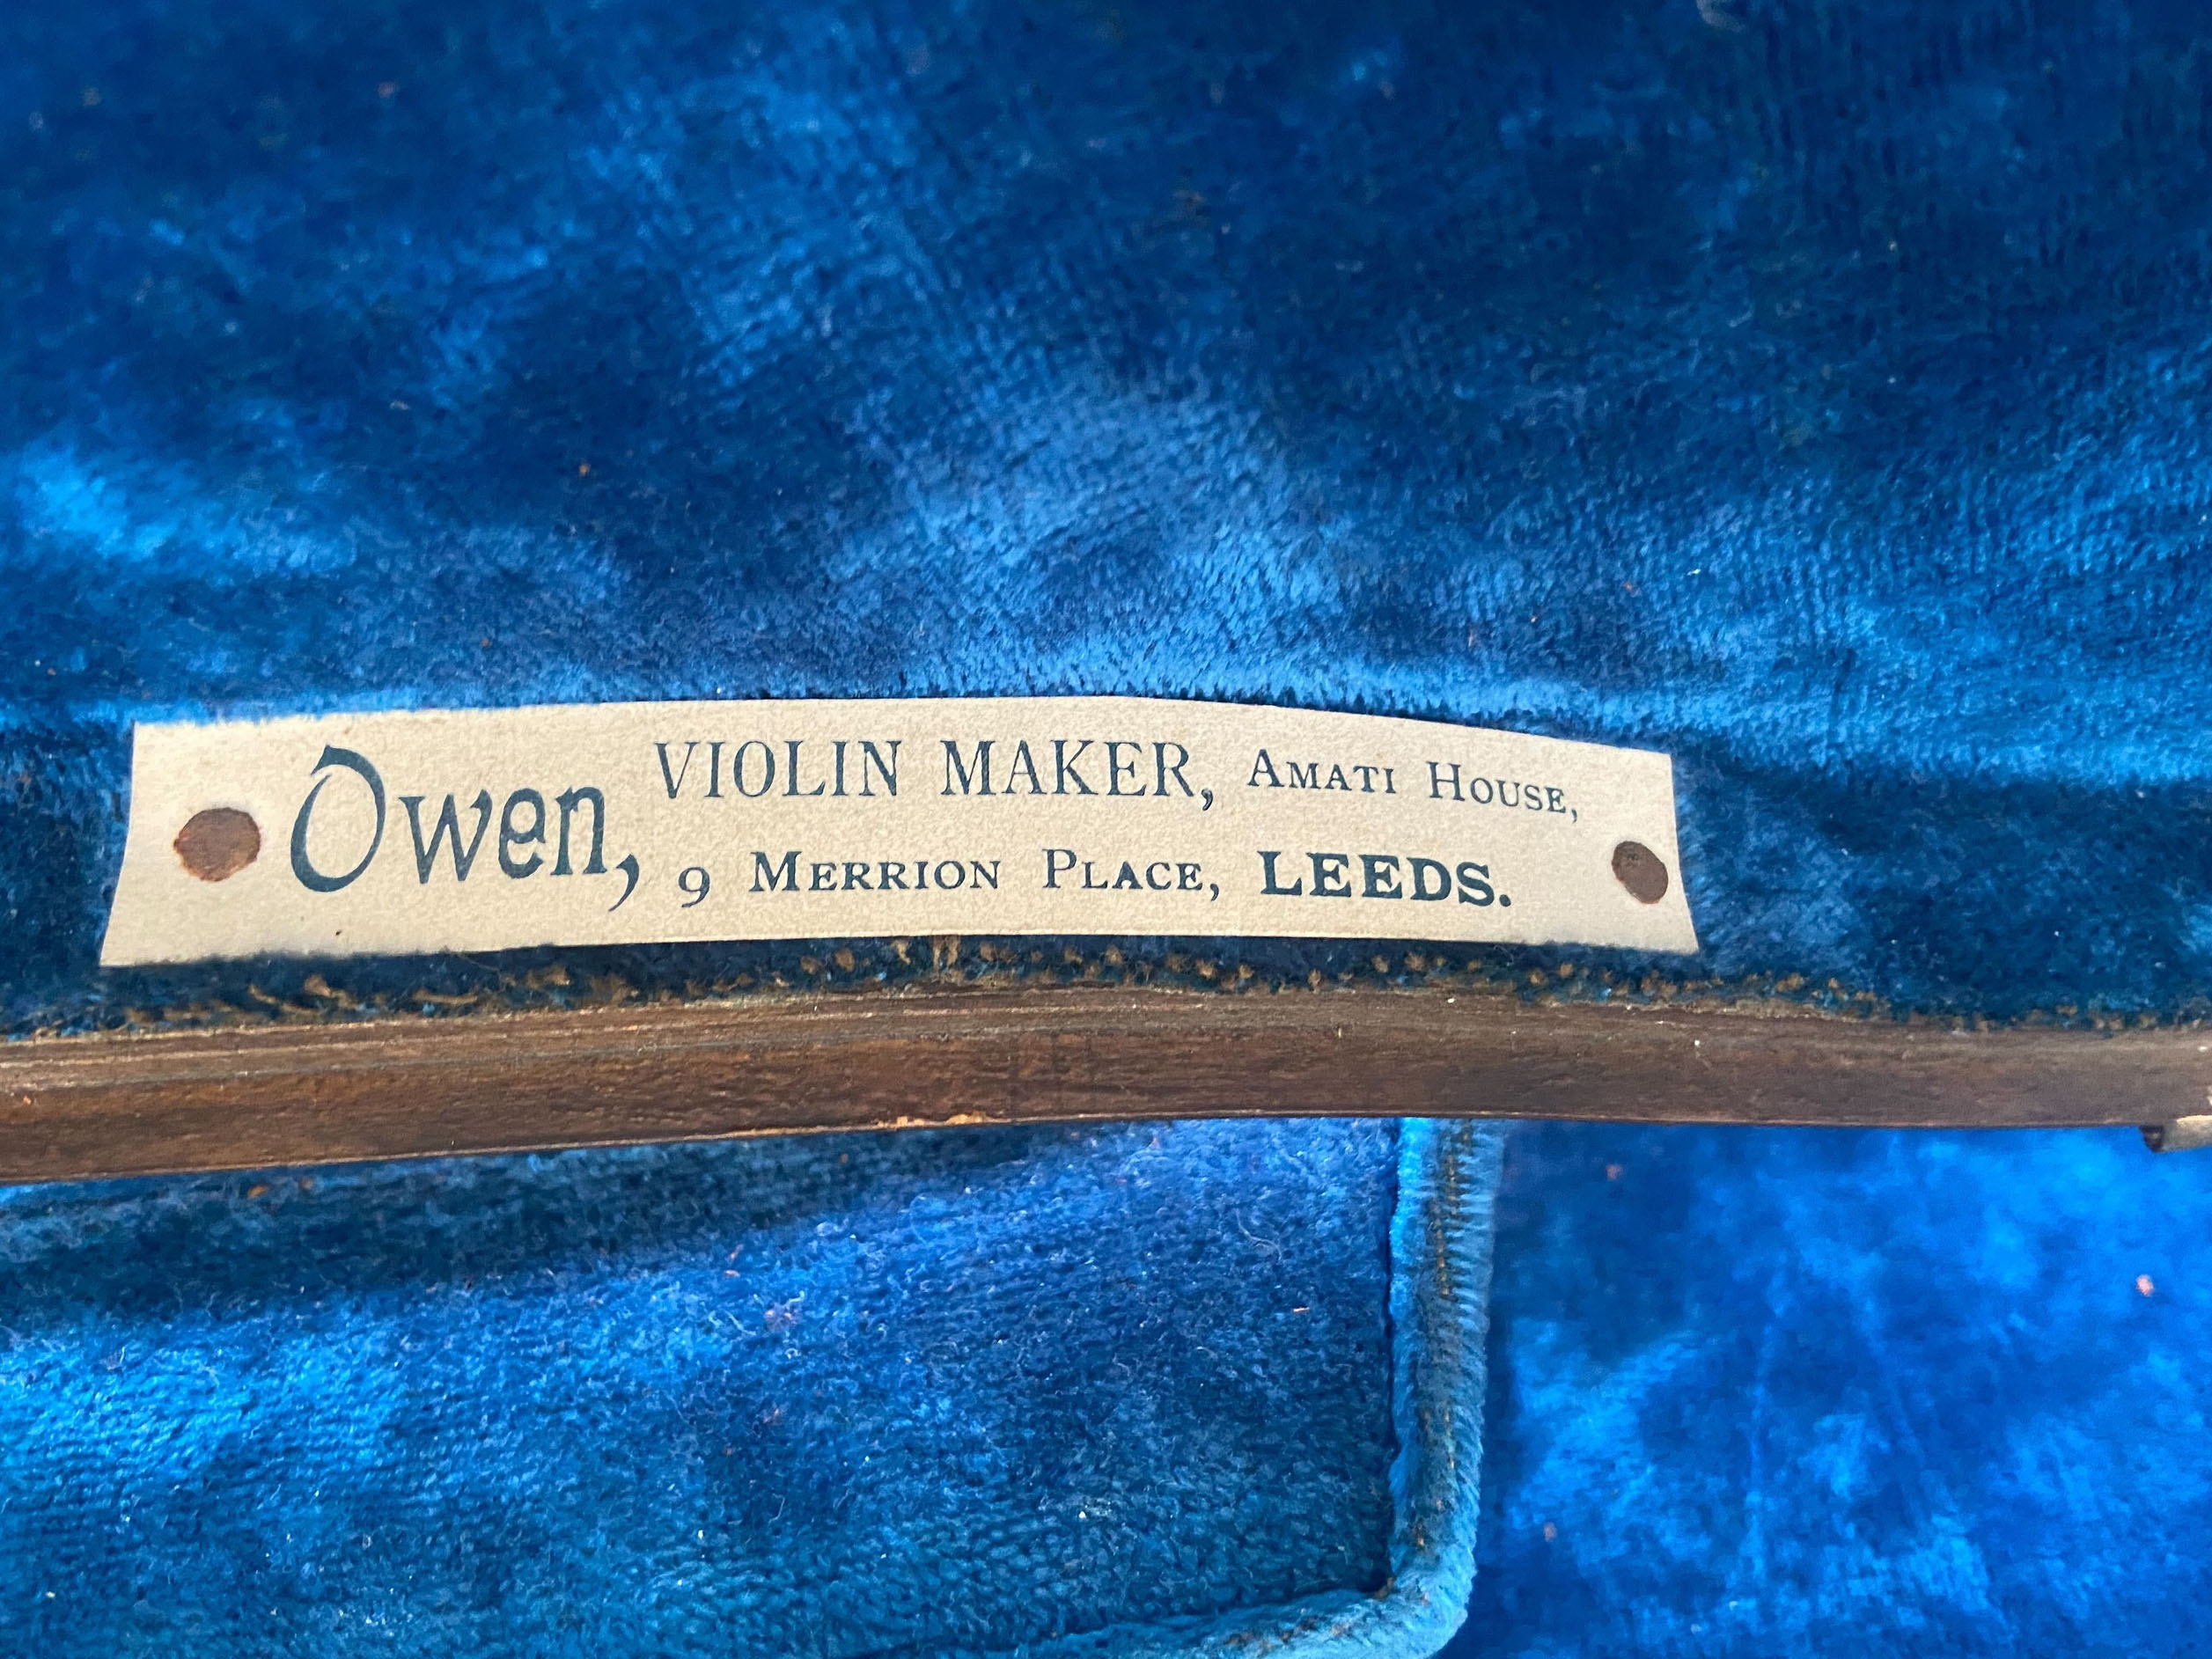 Owen, VIOLIN MAKER, AMATI HOUSE,
9 MERRION PLACE, LEEDS.